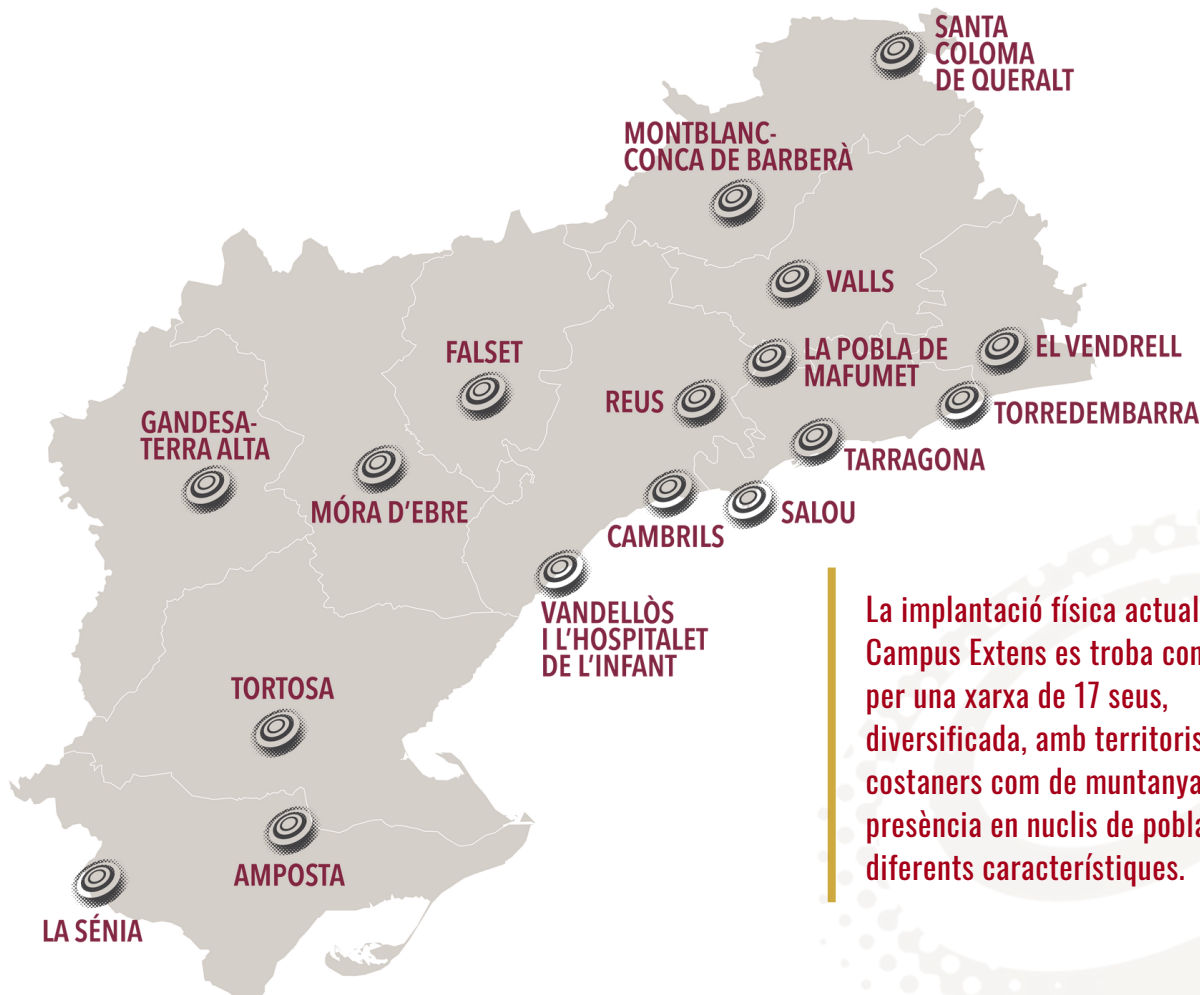 SANTA
COLOMA
DE QUERALT
MONTBLANC-
CONCA DE BARBERÀ
VALLS
FALSET
LA POBLA DE
MAFUMET
EL VENDRELL
REUS
TORREDEMBARRA
GANDESA-
TERRA ALTA
TARRAGONA
MÓRA D'EBRE
SALOU
CAMBRILS
VANDELLÒS
I L'HOSPITALET
DE L'INFANT
TORTOSA
AMPOSTA
LA SÉNIA
La implantació física actual
Campus Extens es troba
per una xarxa de 17 seus,
diversificada, amb territoris
costaners com de muntanya
presència en nuclis de
diferents característiques.